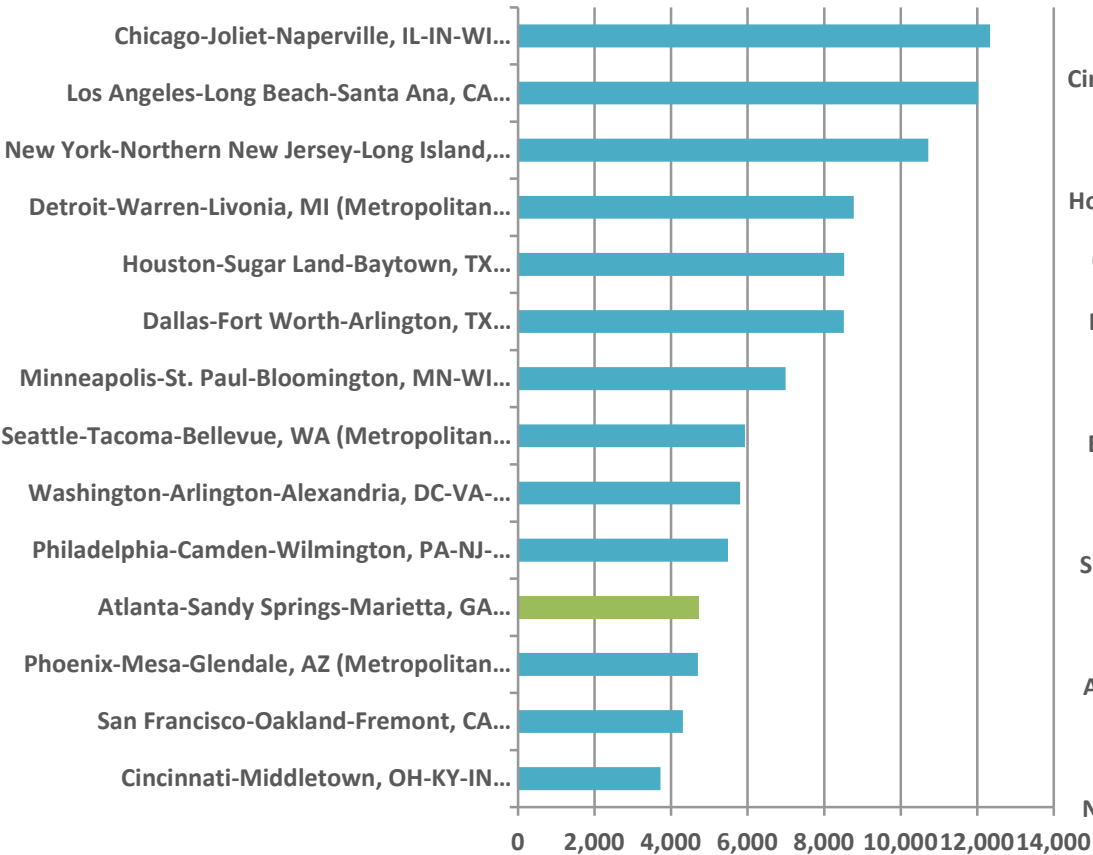 Chicago-Joliet-Naperville, IL-IN-WI...
Los Angeles-Long Beach-Santa Ana, CA...
New York-Northern New Jersey-Long Island,...
Detroit-Warren-Livonia, MI (Metropolitan...
Houston-Sugar Land-Baytown, TX...
Dallas-Fort Worth-Arlington, TX...
Minneapolis-St. Paul-Bloomington, MN-WI...
Seattle-Tacoma-Bellevue, WA (Metropolitan...
Washington-Arlington-Alexandria, DC-VA-...
Philadelphia-Camden-Wilmington, PA-NJ-...
Atlanta-Sandy Springs-Marietta, GA...
Phoenix-Mesa-Glendale, AZ (Metropolitan...
San Francisco-Oakland-Fremont, CA...
Cincinnati-Middletown, OH-KY-IN...
0 2,000 4,000 6,000 8,000 10,000 12,000 14,000